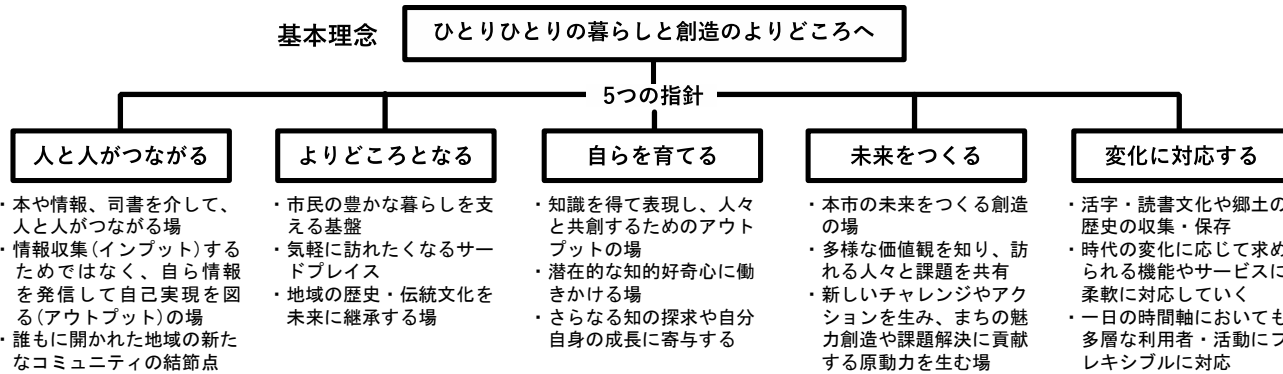 基本理念
ひとりひとりの暮らしと創造のよりどころへ
5つの指針
人と人がつながる
・本や情報、司書を介して、
人と人がつながる場
・情報収集(インプット)する
ためではなく、自ら情報
を発信して自己実現を図
る(アウトプット)の場
・誰もに開かれた地域の新た
なコミュニティの結節点
よりどころとなる
・市民の豊かな暮らしを支
える基盤
・気軽に訪れたくなるサー
ドプレイス
・地域の歴史・伝統文化を
未来に継承する場
自らを育てる
・知識を得て表現し、人々
と共創するためのアウト
プットの場
・潜在的な知的好奇心に働
きかける場
・さらなる知の探求や自分
自身の成長に寄与する
未来をつくる
・本市の未来をつくる創造
の場
・多様な価値観を知り、訪
れる人々と課題を共有
・新しいチャレンジやアク
ションを生み、まちの魅
力創造や課題解決に貢献
する原動力を生む場
変化に対応する
・活字・読書文化や郷土の
歴史の収集・保存
・時代の変化に応じて求め
られる機能やサービスに
柔軟に対応していく
・一日の時間軸においても
多層な利用者・活動にフ
レキシブルに対応